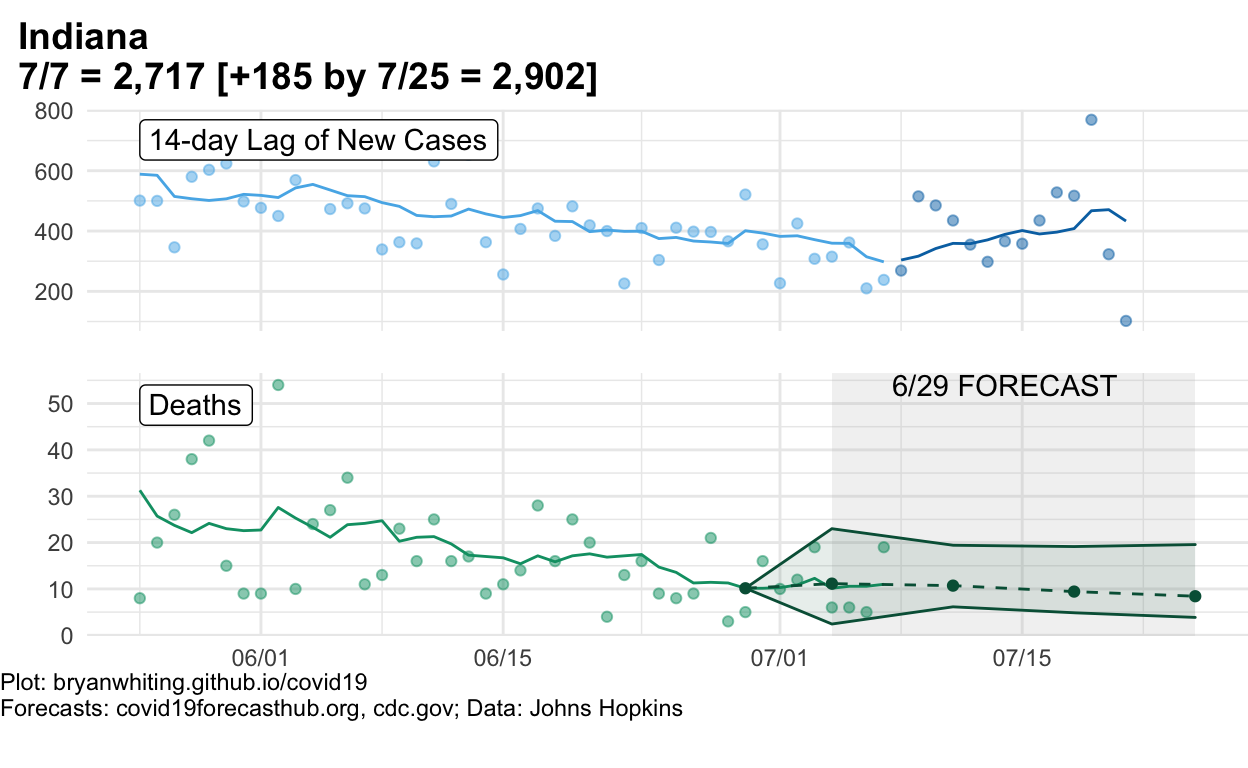 Indiana
7/7 = 2,717 [+185 by 7/25 = 2,902]
800
14-day Lag of New Cases
600
400
200
6/29 FORECAST
50
Deaths
40
30
20
10
0
06/01 06/15 07/01 07/15
Plot: bryanwhiting.github.io/covid19
Forecasts: covid19forecasthub.org, cdc.gov; Data: Johns Hopkins